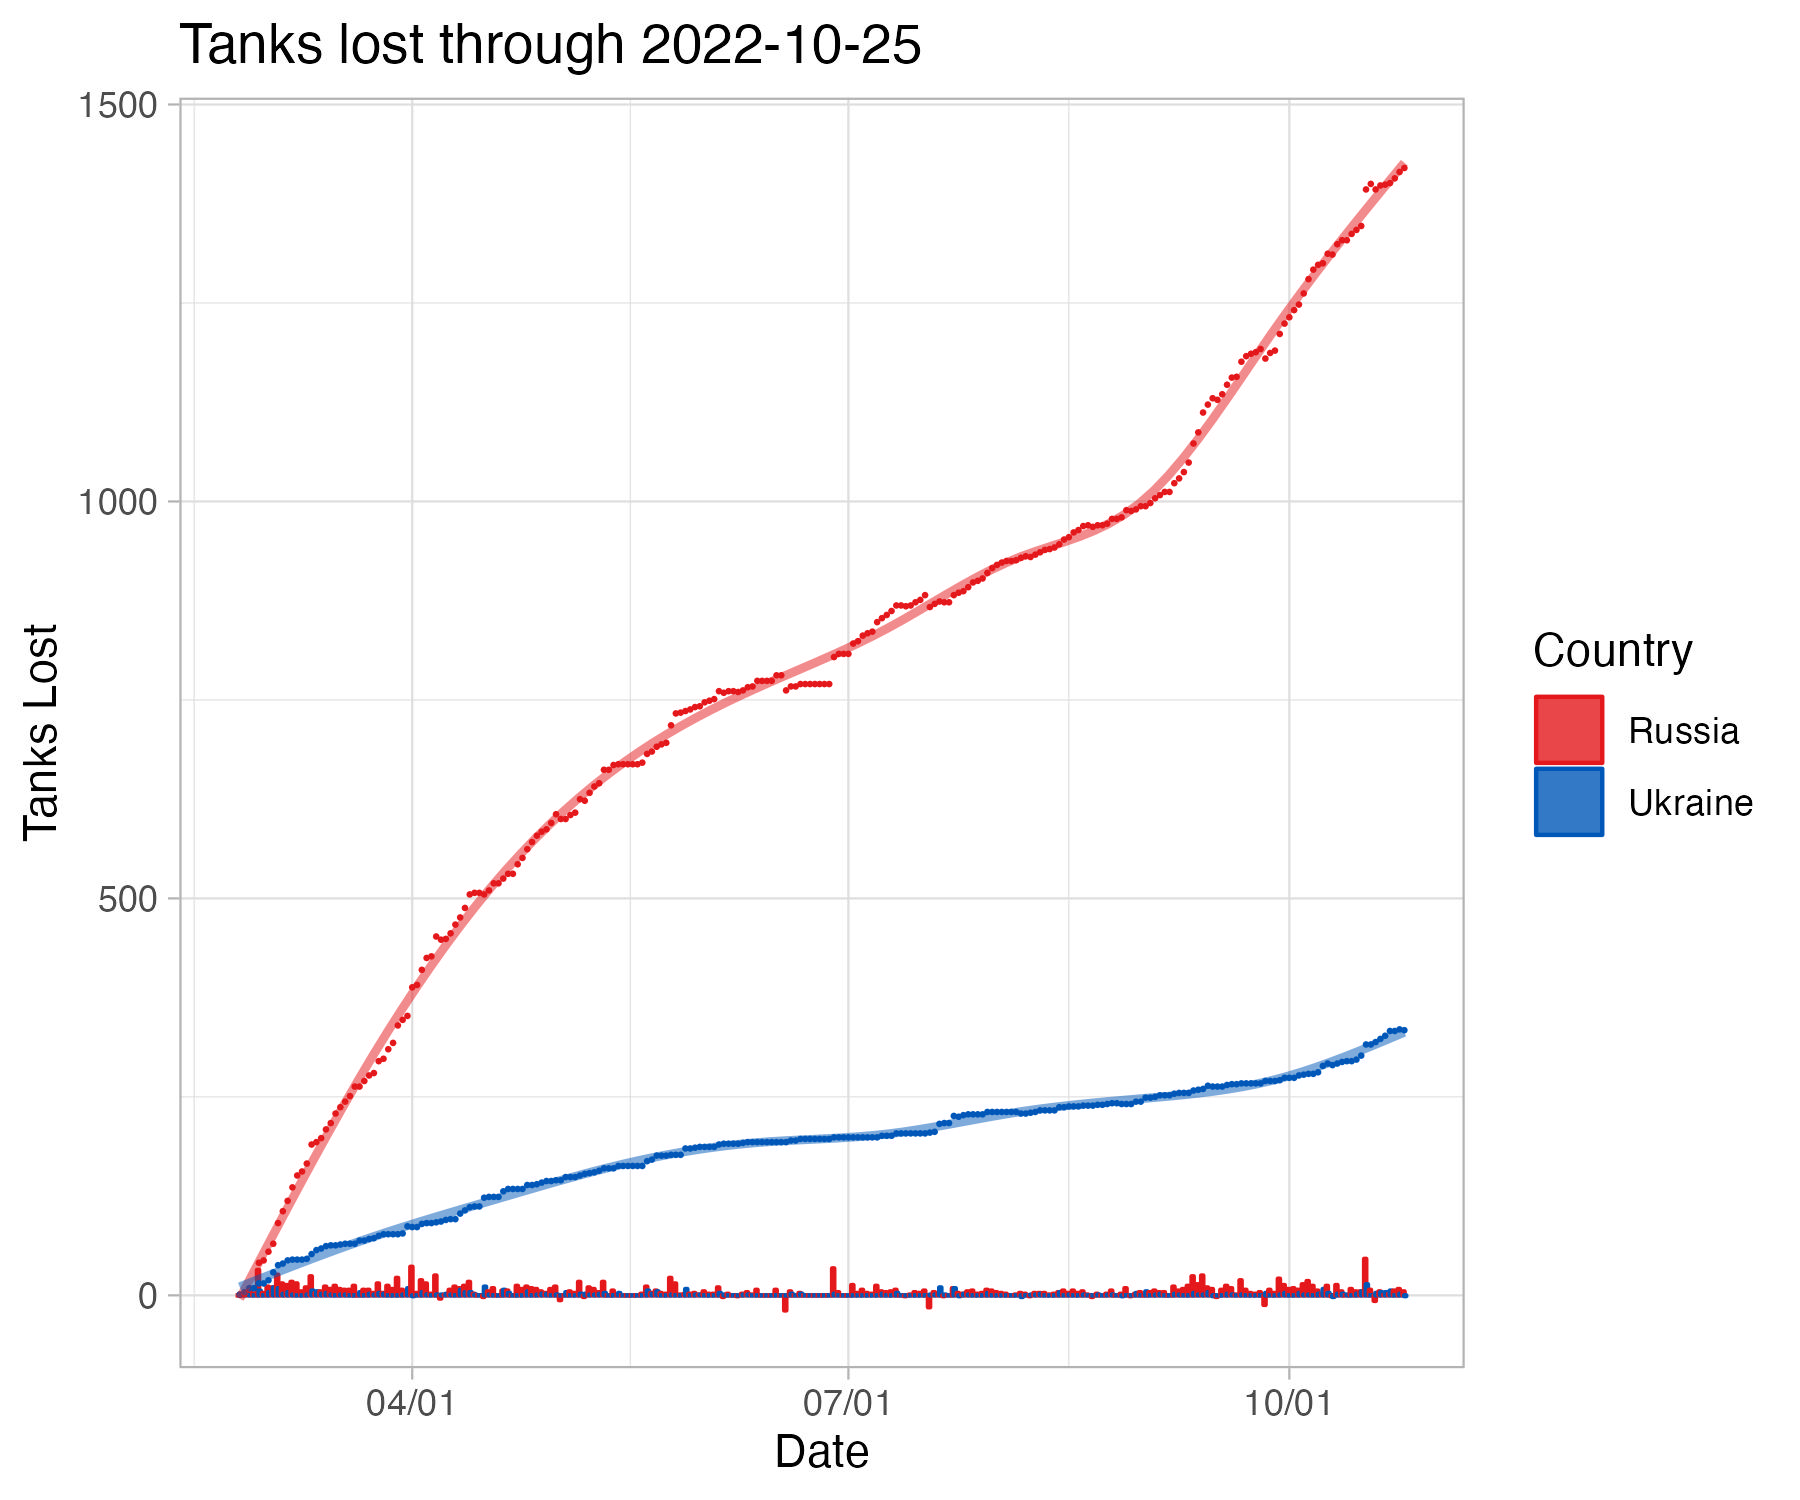 Tanks lost through 2022-10-25
1500
1000
500
0
Tanks Lost
04/01
07/01
10/01
Date
Country
Russia
Ukraine